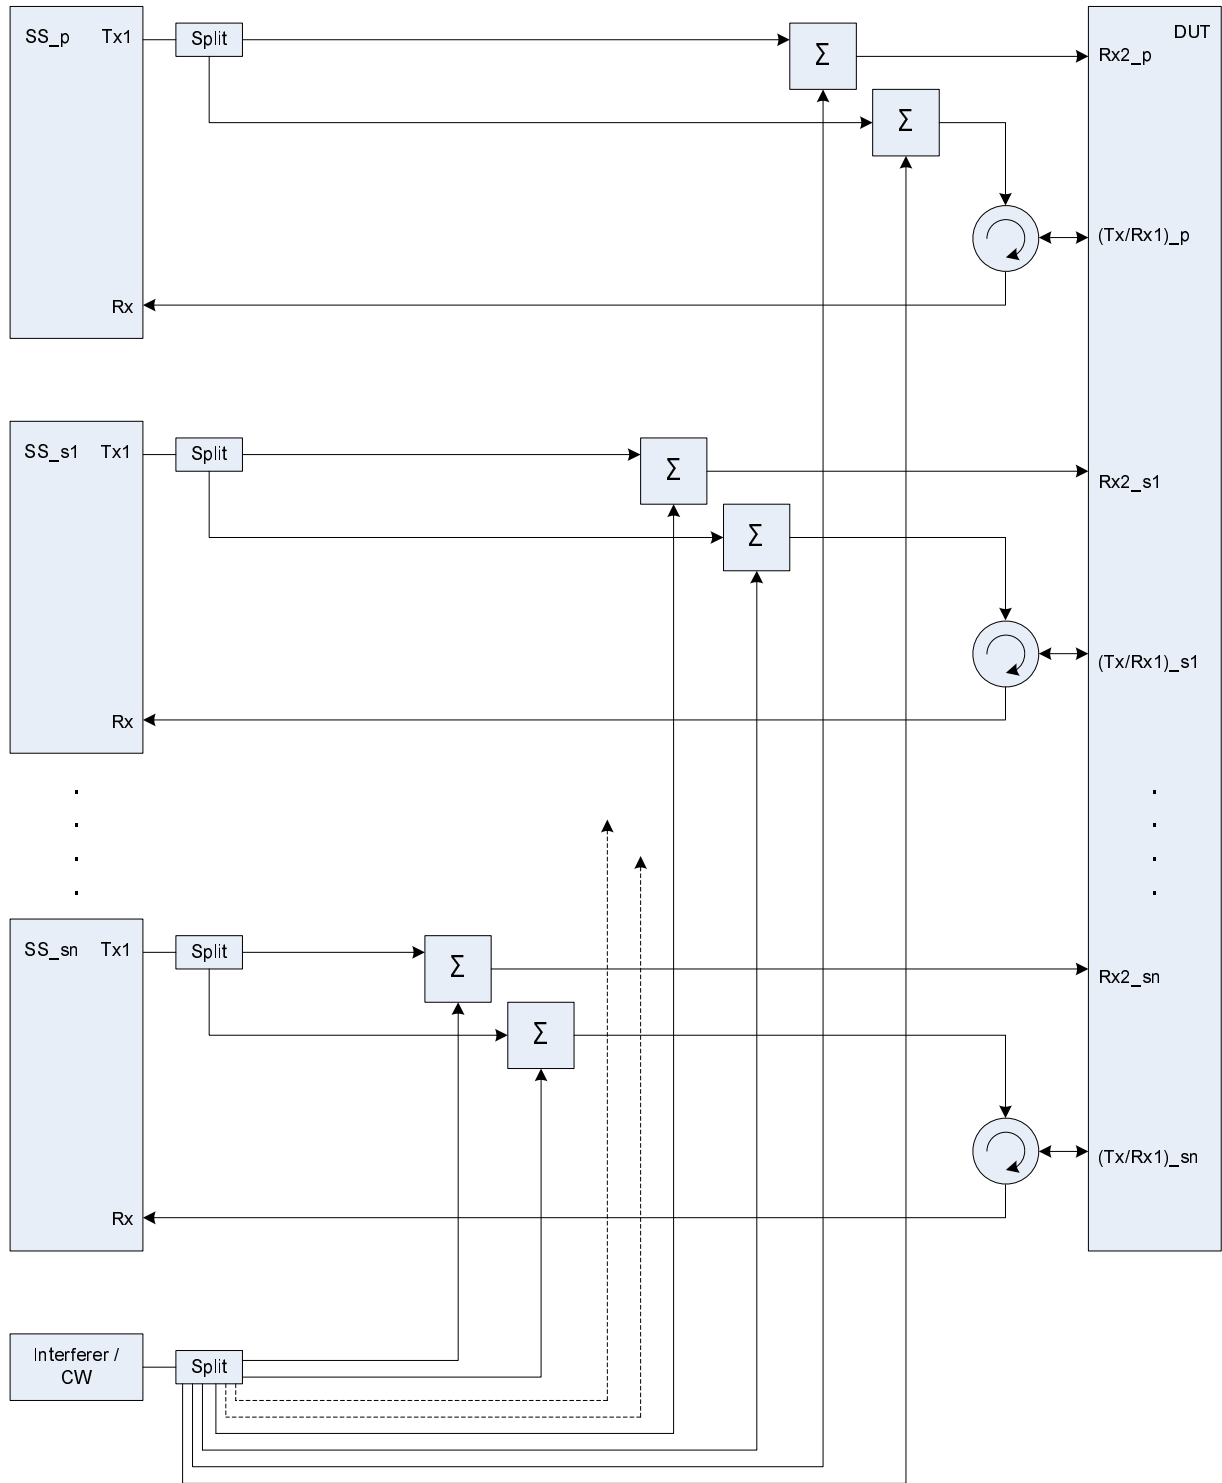 SS_p Tx1
Split
Σ
DUT
Rx2_p
Σ
(Tx/Rx1)_p
Rx
SS_s1 Tx1
Split
Σ
Rx2_s1
Σ
(Tx/Rx1)_s1
Rx
SS_sn Tx1
Split
Σ
Rx2_sn
Σ
(Tx/Rx1)_sn
Rx
Interferer /
CW
Split